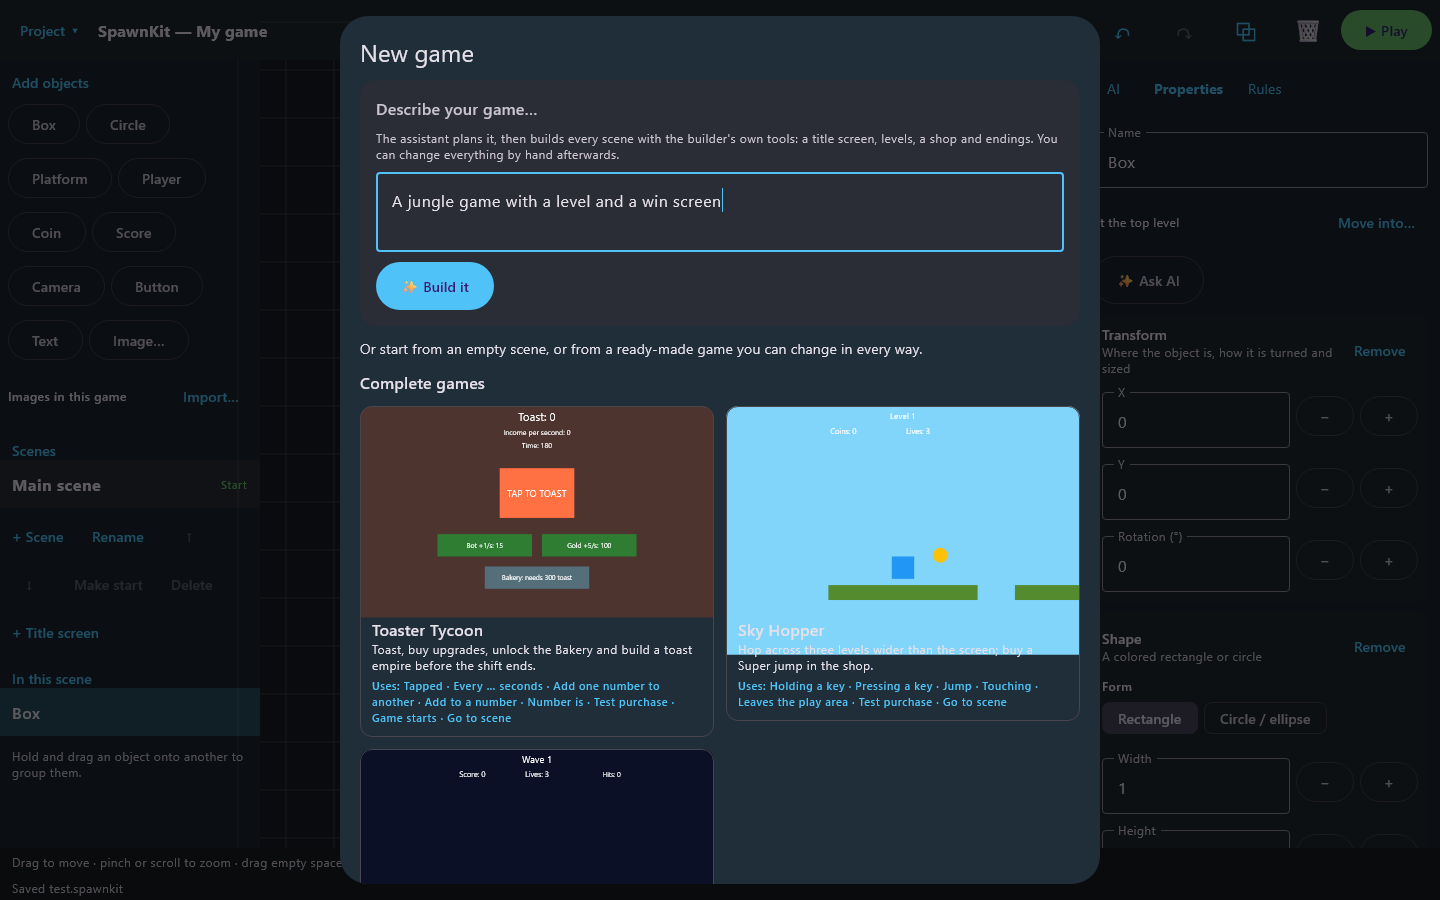 Project ▾
SpawnKit — My game
▶ Play
Add objects
Box
Circle
Platform
Player
Coin
Score
Camera
Button
Text
Image...
Images in this game
Import...
Scenes
Main scene
Start
+ Scene
Rename
↑
↓
Make start
Delete
+ Title screen
In this scene
Box
Hold and drag an object onto another to
group them.
Drag to move · pinch or scroll to zoom · drag empty space
Saved test.spawnkit
New game
Describe your game...
The assistant plans it, then builds every scene with the builder's own tools: a title screen, levels, a shop and endings. You
can change everything by hand afterwards.
A jungle game with a level and a win screen
✨ Build it
Or start from an empty scene, or from a ready-made game you can change in every way.
Complete games
Toast: 0
Income per second: 0
Time: 180
TAP TO TOAST
Bot +1/s: 15
Gold +5/s: 100
Bakery: needs 300 toast
Toaster Tycoon
Toast, buy upgrades, unlock the Bakery and build a toast
empire before the shift ends.
Uses: Tapped · Every ... seconds · Add one number to
another · Add to a number · Number is · Test purchase ·
Game starts · Go to scene
Level 1
Coins: 0
Lives: 3
Sky Hopper
Hop across three levels wider than the screen; buy a
Super jump in the shop.
Uses: Holding a key · Pressing a key · Jump · Touching ·
Leaves the play area · Test purchase · Go to scene
Wave 1
Score: 0
Lives: 3
Hits: 0
AI
Properties
Rules
Name
Box
t the top level
Move into...
✨ Ask AI
Transform
Where the object is, how it is turned and
sized
Remove
X
0
−
+
Y
0
−
+
Rotation (°)
0
−
+
Shape
A colored rectangle or circle
Remove
Form
Rectangle
Circle / ellipse
Width
1
−
+
Height